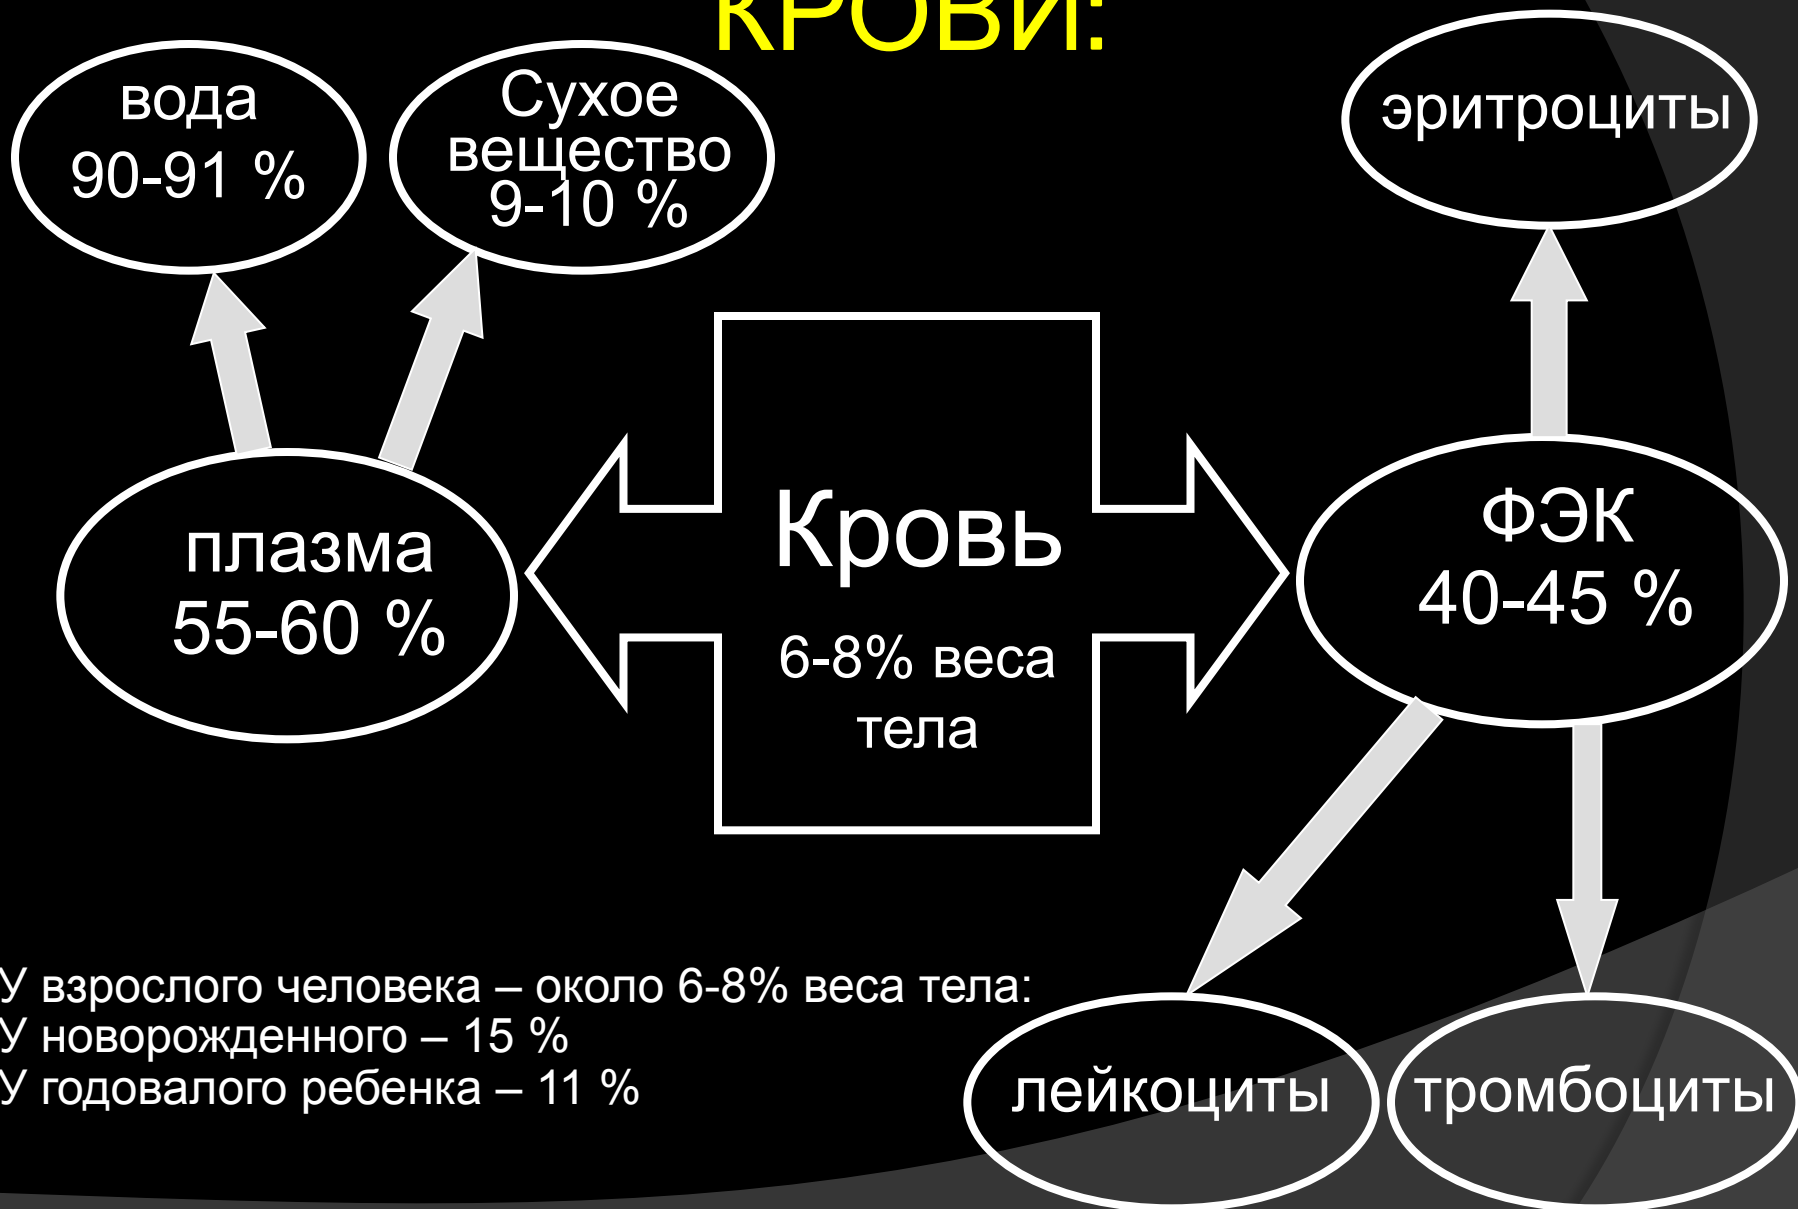 КРОВИ:
вода
90-91 %
Сухое
вещество
9-10 %
эритроциты
плазма
55-60 %
Кровь
6-8% веса
тела
ФЭК
40-45 %
У взрослого человека – около 6-8% веса тела:
У новорожденного – 15 %
У годовалого ребенка – 11 %
лейкоциты
тромбоциты